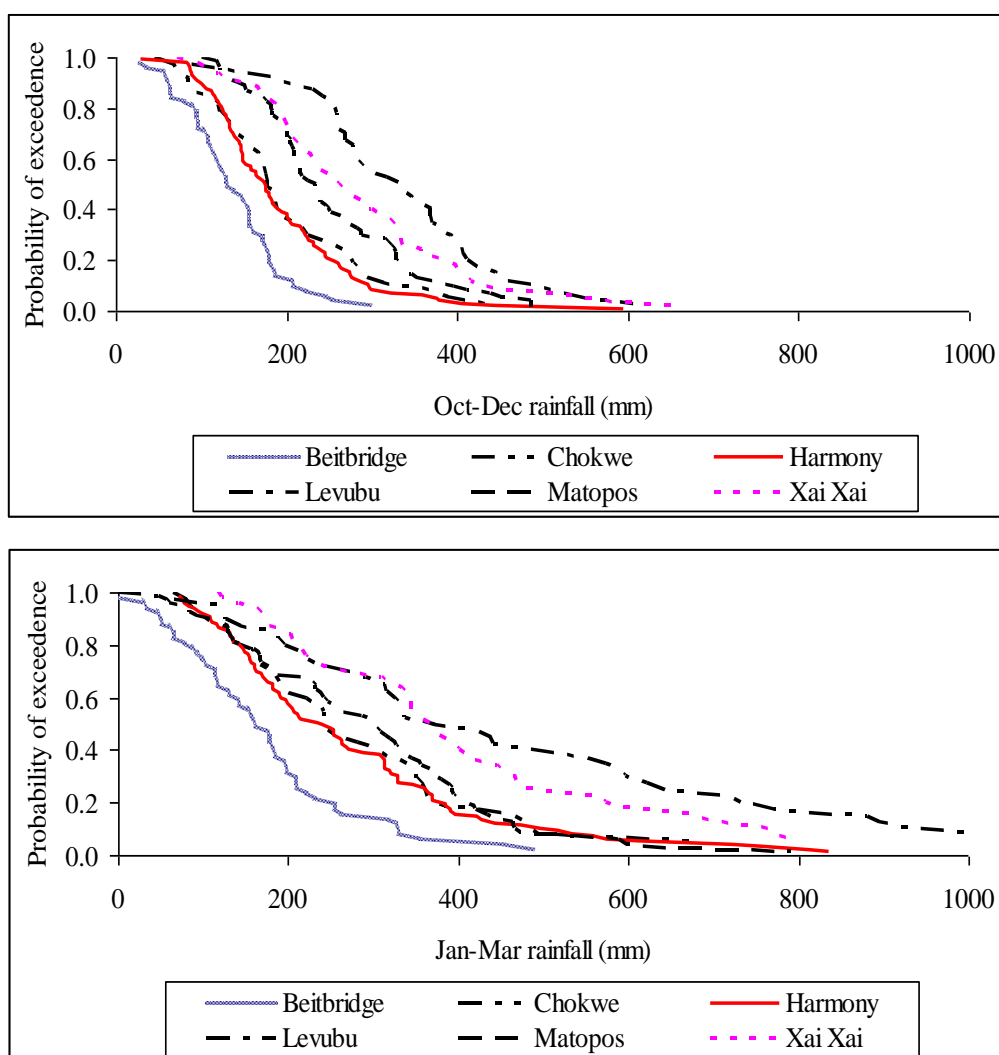 Probability of exceedence
1.0
0.8
0.6
0.4
0.2
0.0
0 200 400 600 800 1000
Oct-Dec rainfall (mm)
Beitbridge Chokwe Harmony
Levubu Matopos Xai Xai
Probability of exceedence
1.0
0.8
0.6
0.4
0.2
0.0
0 200 400 600 800 1000
Jan-Mar rainfall (mm)
Beitbridge Chokwe Harmony
Levubu Matopos Xai Xai